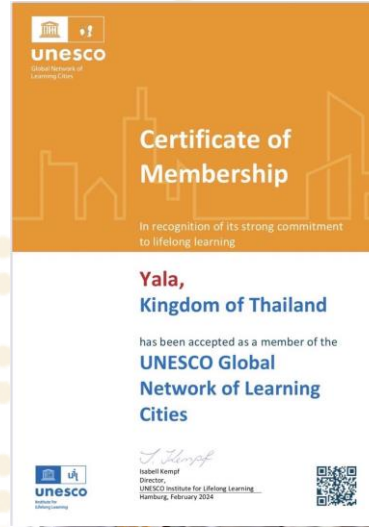 unesco
Global Network of
Learning Cities
Certificate of
Membership
In recognition of its strong commitment
to lifelong learning
Yala,
Kingdom of Thailand
has been accepted as a member of the
UNESCO Global
Network of Learning
Cities
I. Kempf
Isabell Kempf
Director,
UNESCO Institute for Lifelong Learning
Hamburg, February 2024
unesco
Institute for
Lifelong Learning